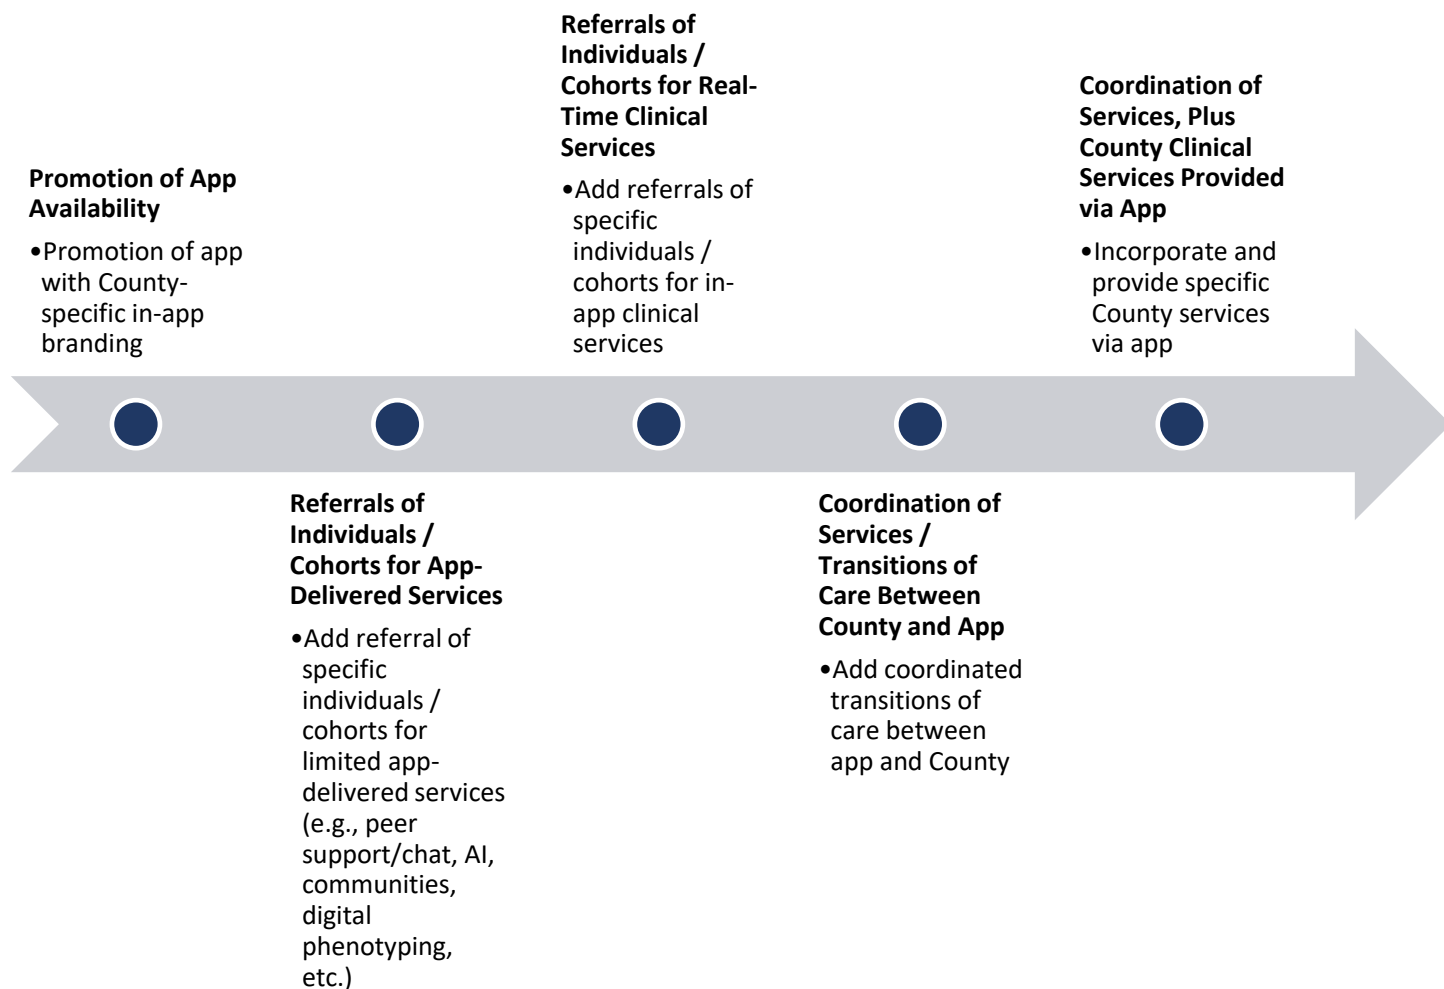 Promotion of App
Availability
•Promotion of app
with County-
specific in-app
branding
Referrals of
Individuals /
Cohorts for App-
Delivered Services
•Add referral of
specific
individuals /
cohorts for
limited app-
delivered services
(e.g., peer
support/chat, AI,
communities,
digital
phenotyping,
etc.)
Referrals of
Individuals /
Cohorts for Real-
Time Clinical
Services
•Add referrals of
specific
individuals /
cohorts for in-
app clinical
services
Coordination of
Services /
Transitions of
Care Between
County and App
•Add coordinated
transitions of
care between
app and County
Coordination of
Services, Plus
County Clinical
Services Provided
via App
•Incorporate and
provide specific
County services
via app